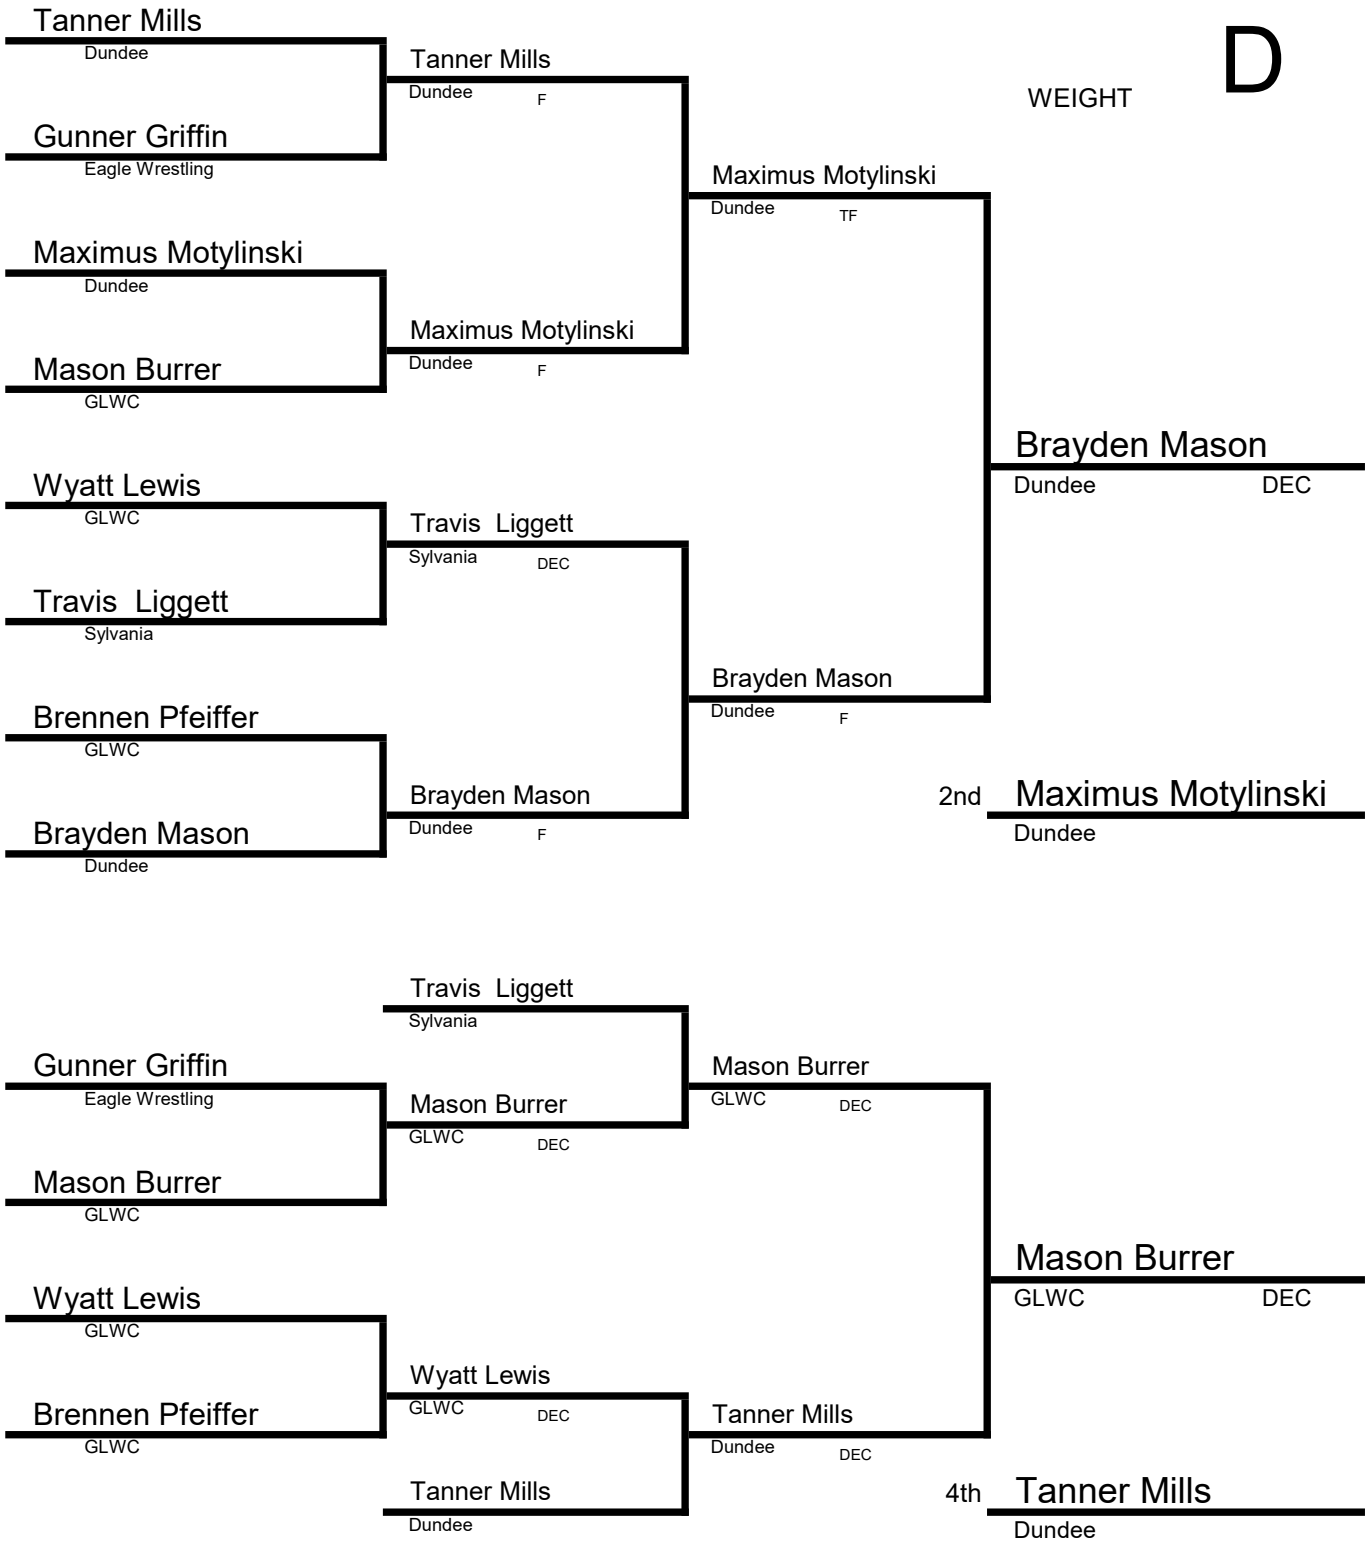 Tanner Mills
Dundee
Tanner Mills
Dundee F
D
WEIGHT
Gunner Griffin
Eagle Wrestling
Maximus Motylinski
Dundee TF
Maximus Motylinski
Dundee
Maximus Motylinski
Dundee F
Mason Burrer
GLWC
Brayden Mason
Dundee DEC
Wyatt Lewis
GLWC
Travis  Liggett
Sylvania DEC
Travis  Liggett
Sylvania
Brayden Mason
Dundee F
Brennen Pfeiffer
GLWC
Brayden Mason
Dundee F
2nd Maximus Motylinski
Dundee
Brayden Mason
Dundee
Travis  Liggett
Sylvania
Gunner Griffin
Eagle Wrestling
Mason Burrer
GLWC DEC
Mason Burrer
GLWC DEC
Mason Burrer
GLWC
Mason Burrer
GLWC DEC
Wyatt Lewis
GLWC
Wyatt Lewis
GLWC DEC
Brennen Pfeiffer
GLWC
Tanner Mills
Dundee DEC
Tanner Mills
Dundee
4th Tanner Mills
Dundee